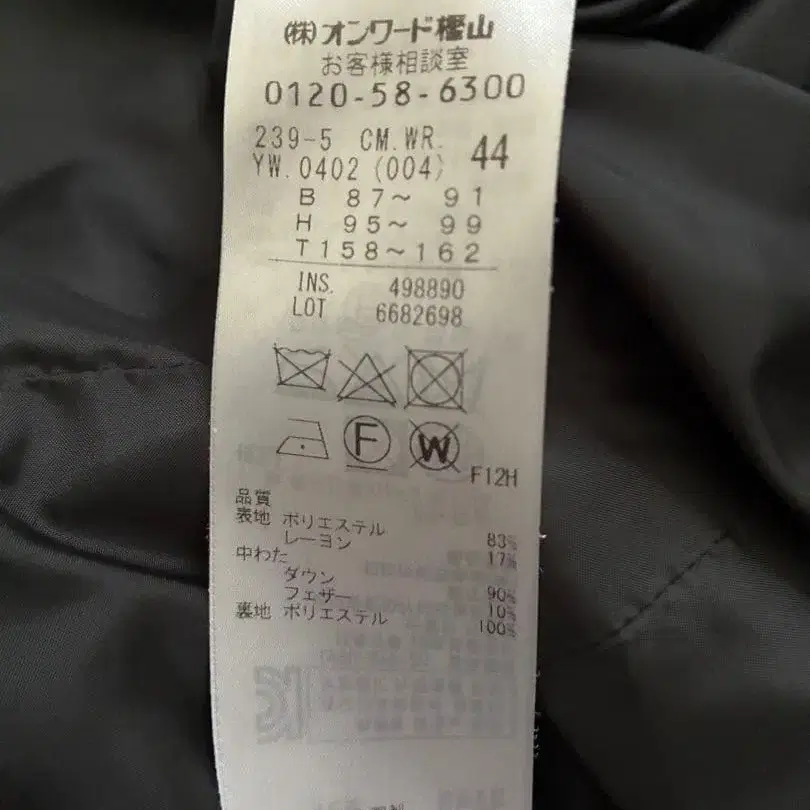 ㈱オンワード樫山
お客様相談室
0120-58-6300
239-5 CM.WR. 44
YW.0402 (004)
B 87～ 91
H 95～ 99
T158～162
INS. 498890
LOT 6682698
F W F12H
品質
表地 ポリエステル 83%
レーヨン 17%
中わた
ダウン 90%
フェザー 10%
裏地 ポリエステル 100%